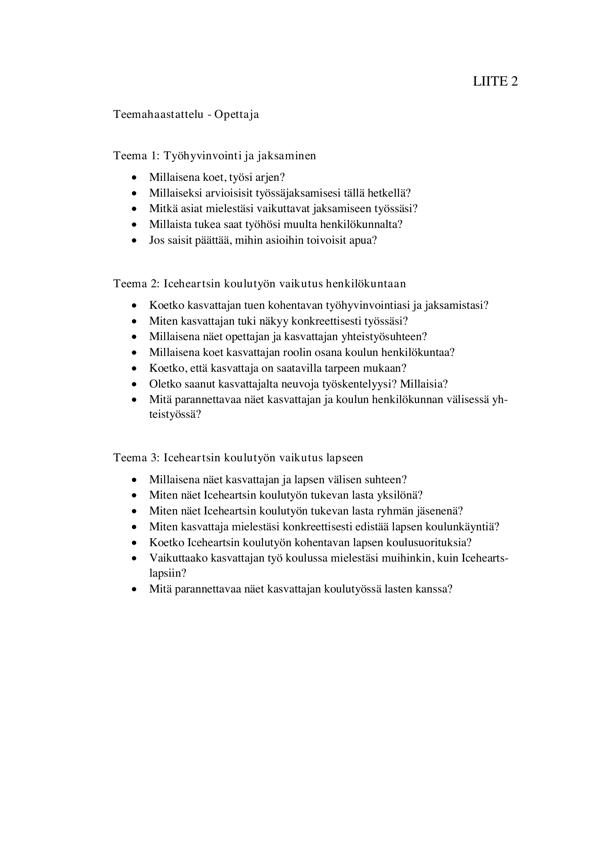 LIITE 2
Teemahaastattelu - Opettaja
Teema 1: Työhyvinvointi ja jaksaminen
• Millaisena koet, työsi arjen?
• Millaiseksi arvioisisit työssäjaksamisesi tällä hetkellä?
• Mitkä asiat mielestäsi vaikuttavat jaksamiseen työssäsi?
• Millaista tukea saat työhösi muulta henkilökunnalta?
• Jos saisit päättää, mihin asioihin toivoisit apua?
Teema 2: Iceheartsin koulutyön vaikutus henkilökuntaan
• Koetko kasvattajan tuen kohentavan työhyvinvointiasi ja jaksamistasi?
• Miten kasvattajan tuki näkyy konkreettisesti työssäsi?
• Millaisena näet opettajan ja kasvattajan yhteistyösuhteen?
• Millaisena koet kasvattajan roolin osana koulun henkilökuntaa?
• Koetko, että kasvattaja on saatavilla tarpeen mukaan?
• Oletko saanut kasvattajalta neuvoja työskentelyysi? Millaisia?
• Mitä parannettavaa näet kasvattajan ja koulun henkilökunnan välisessä yh-
teistyössä?
Teema 3: Iceheartsin koulutyön vaikutus lapseen
• Millaisena näet kasvattajan ja lapsen välisen suhteen?
• Miten näet Iceheartsin koulutyön tukevan lasta yksilönä?
• Miten näet Iceheartsin koulutyön tukevan lasta ryhmän jäsenenä?
• Miten kasvattaja mielestäsi konkreettisesti edistää lapsen koulunkäyntiä?
• Koetko Iceheartsin koulutyön kohentavan lapsen koulusuorituksia?
• Vaikuttaako kasvattajan työ koulussa mielestäsi muihinkin, kuin Icehearts-
lapsiin?
• Mitä parannettavaa näet kasvattajan koulutyössä lasten kanssa?